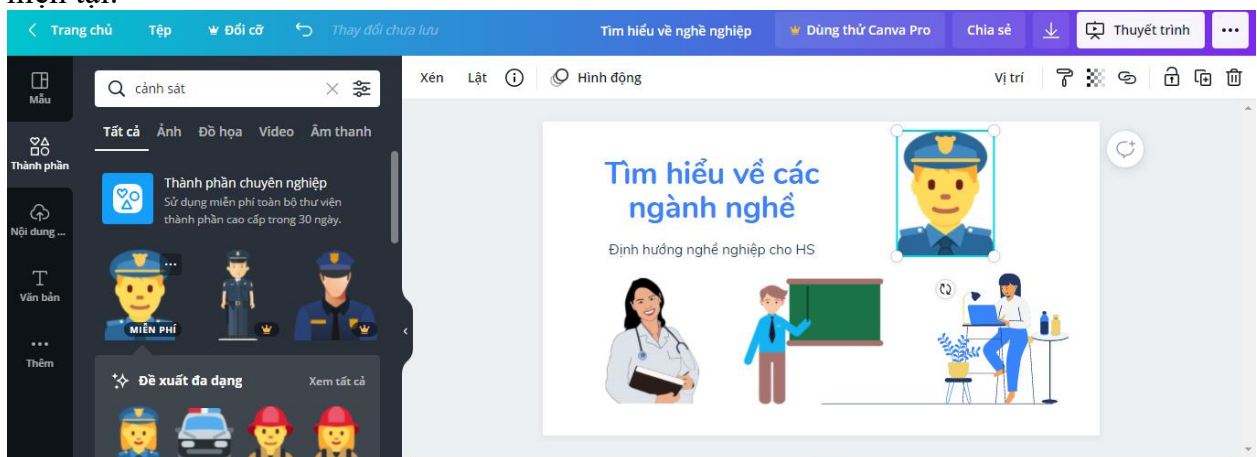 hiện tại.
Trang chủ Tệp Đổi cỡ Thay đổi chưa lưu Tìm hiểu về nghề nghiệp Dùng thử Canva Pro Chia sẻ Thuyết trình
Mẫu
Thành phần
Nội dung ...
Văn bản
Thêm
cảnh sát
Tất cả Ảnh Đồ họa Video Âm thanh
Thành phần chuyên nghiệp
Sử dụng miễn phí toàn bộ thư viện
thành phần cao cấp trong 30 ngày.
MIỄN PHÍ
Đề xuất đa dạng Xem tất cả
Xén Lật Hình động Vị trí
Tìm hiểu về các
ngành nghề
Định hướng nghề nghiệp cho HS